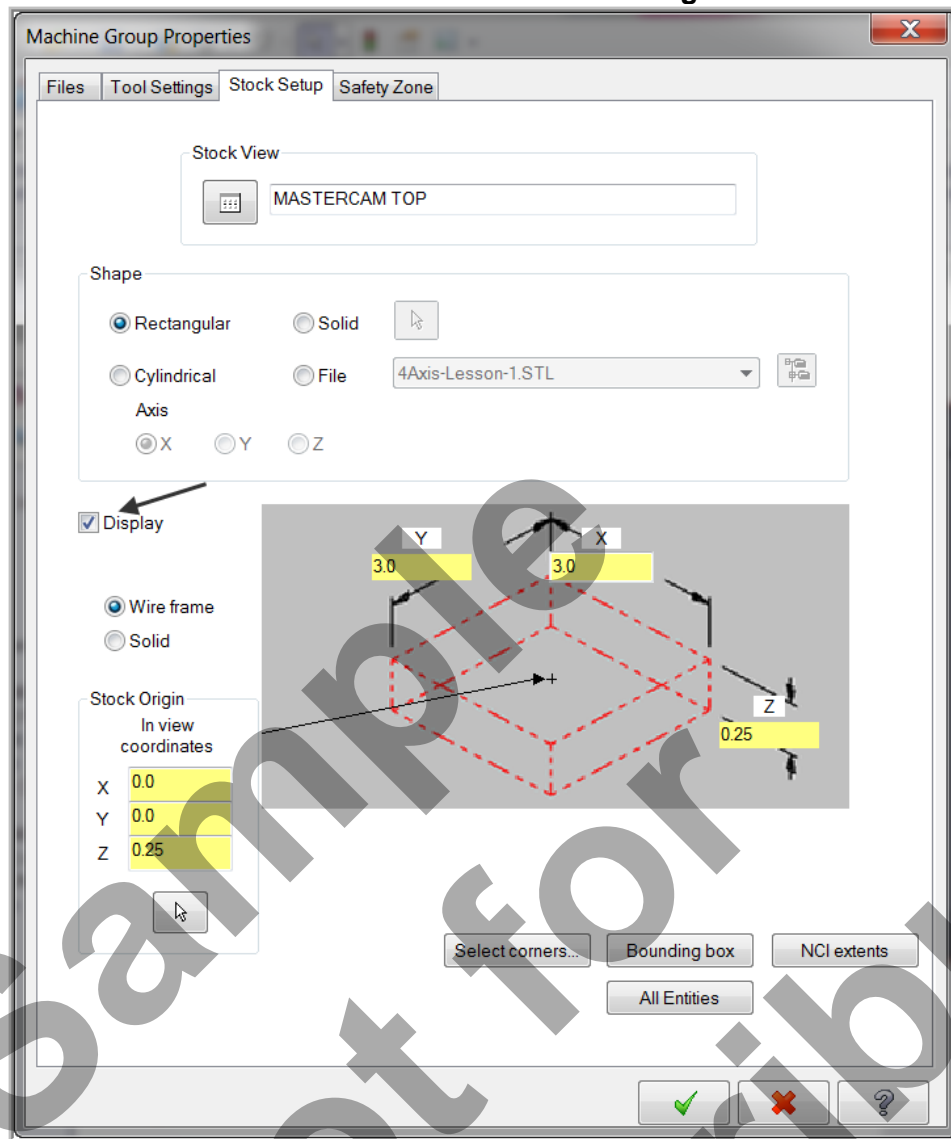 Machine Group Properties
Files Tool Settings Stock Setup Safety Zone
Stock View
MASTERCAM TOP
Shape
Rectangular Solid
Cylindrical File 4Axis-Lesson-1.STL
Axis
X Y Z
Display
Y X
3.0 3.0
Wire frame
Solid
Z
0.25
Stock Origin
In view
coordinates
X 0.0
Y 0.0
Z 0.25
Select corners... Bounding box NCI extents
All Entities
Sample
not for